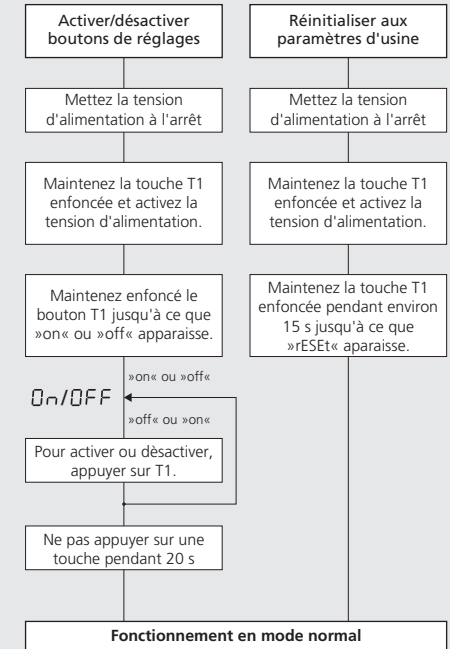 Activer/désactiver
boutons de réglages
Mettez la tension
d'alimentation à l'arrêt
Maintenez la touche T1
enfoncée et activez la
tension d'alimentation.
Maintenez enfoncé le
bouton T1 jusqu'à ce que
»on« ou »off« apparaisse.
»on« ou »off«
On/OFF
»off« ou »on«
Pour activer ou dèsactiver,
appuyer sur T1.
Ne pas appuyer sur une
touche pendant 20 s
Réinitialiser aux
paramètres d'usine
Mettez la tension
d'alimentation à l'arrêt
Maintenez la touche T1
enfoncée et activez la
tension d'alimentation.
Maintenez la touche T1
enfoncée pendant environ
15 s jusqu'à ce que
»rESEt« aparaisse.
Fonctionnement en mode normal